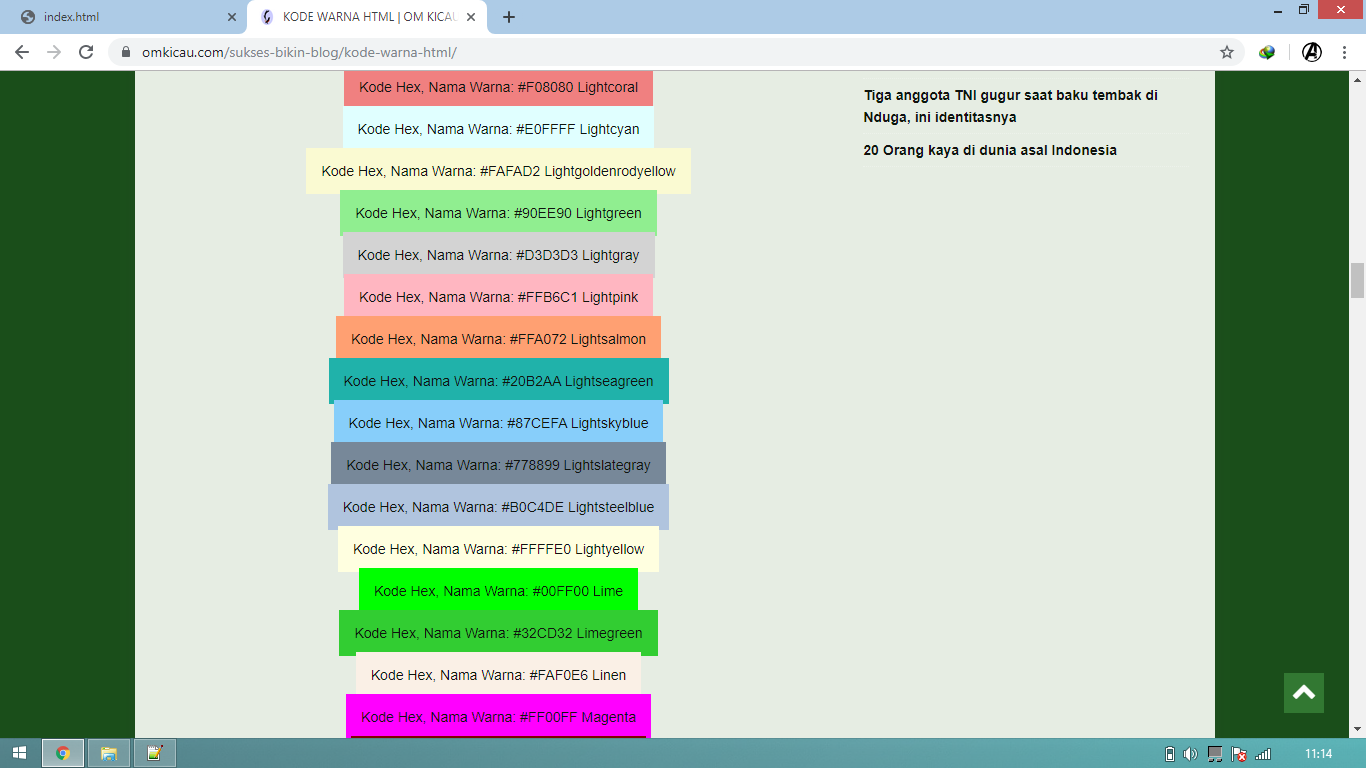 index.html
KODE WARNA HTML | OM KICAU
omkicau.com/sukses-bikin-blog/kode-warna-html/
Kode Hex, Nama Warna: #F08080 Lightcoral
Kode Hex, Nama Warna: #E0FFFF Lightcyan
Kode Hex, Nama Warna: #FAFAD2 Lightgoldenrodyellow
Kode Hex, Nama Warna: #90EE90 Lightgreen
Kode Hex, Nama Warna: #D3D3D3 Lightgray
Kode Hex, Nama Warna: #FFB6C1 Lightpink
Kode Hex, Nama Warna: #FFA072 Lightsalmon
Kode Hex, Nama Warna: #20B2AA Lightseagreen
Kode Hex, Nama Warna: #87CEFA Lightskyblue
Kode Hex, Nama Warna: #778899 Lightslategray
Kode Hex, Nama Warna: #B0C4DE Lightsteelblue
Kode Hex, Nama Warna: #FFFFE0 Lightyellow
Kode Hex, Nama Warna: #00FF00 Lime
Kode Hex, Nama Warna: #32CD32 Limegreen
Kode Hex, Nama Warna: #FAF0E6 Linen
Kode Hex, Nama Warna: #FF00FF Magenta
Tiga anggota TNI gugur saat baku tembak di
Nduga, ini identitasnya
20 Orang kaya di dunia asal Indonesia
11:14